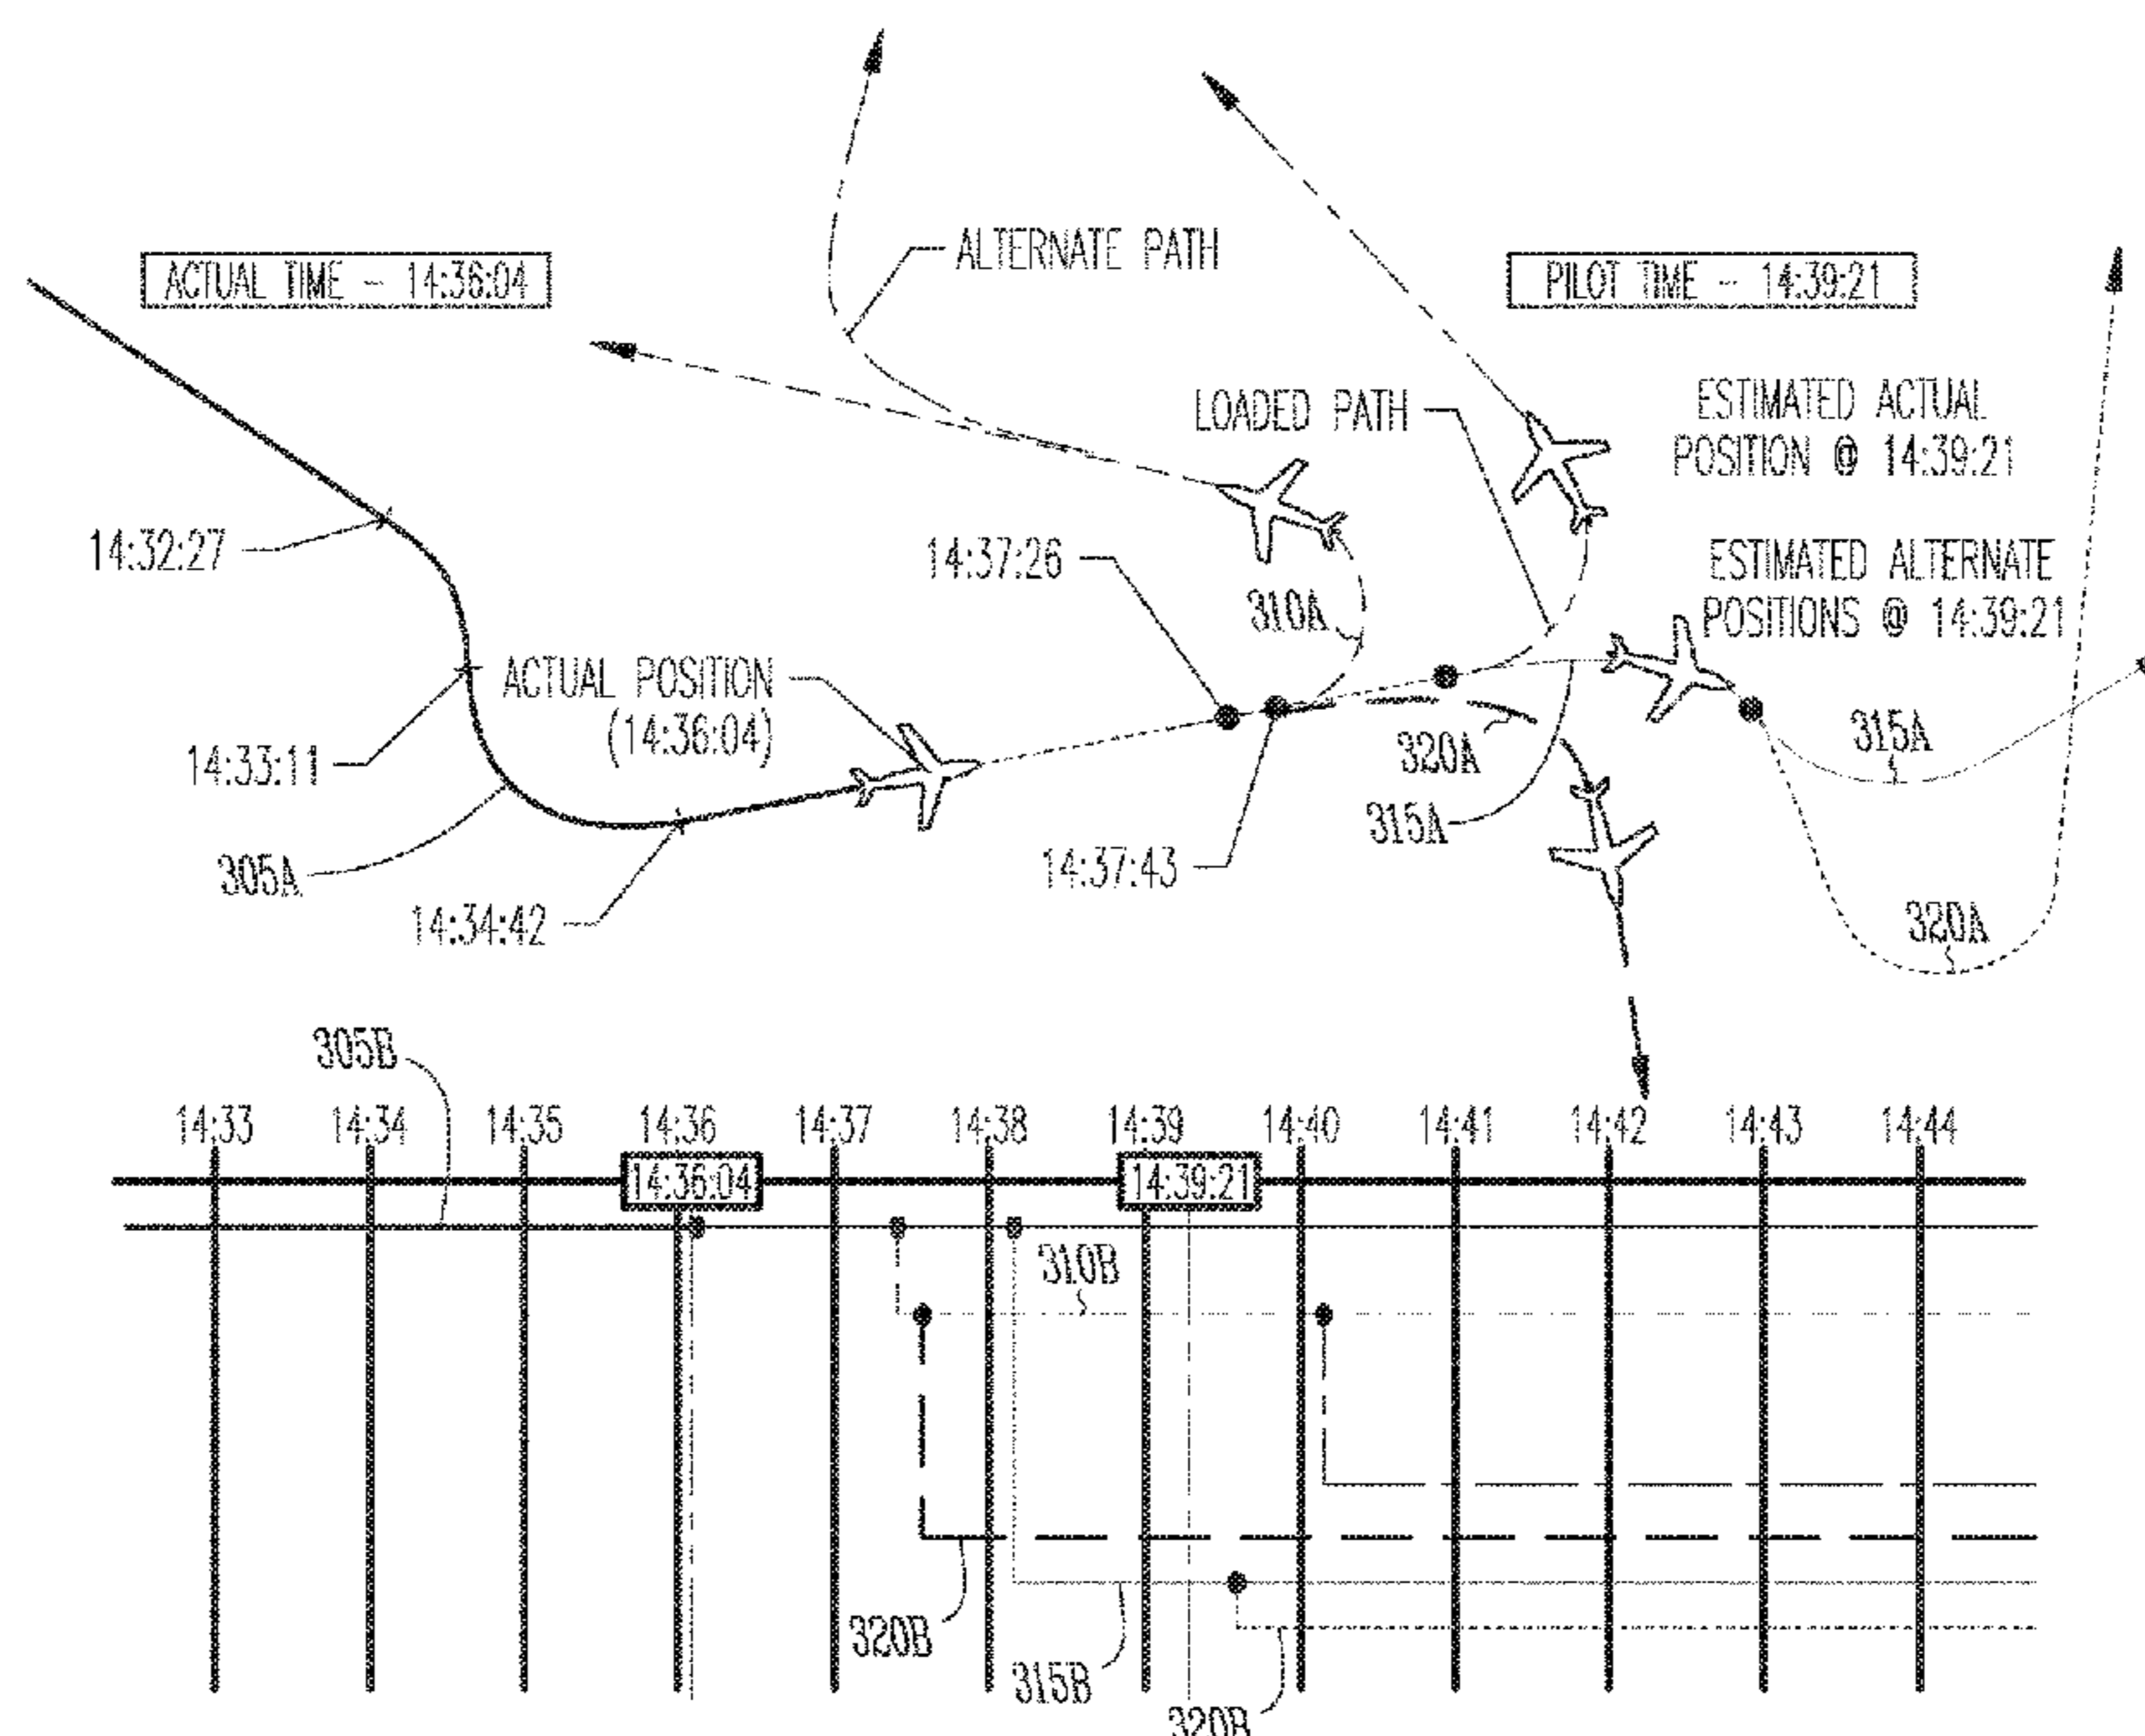 ALTERNATE PATH
ACTUAL TIME – 14:36:04
PILOT TIME – 14:39:21
LOADED PATH
ESTIMATED ACTUAL
POSITION @ 14:39:21
14:32:27
14:37:26
310A
ESTIMATED ALTERNATE
POSITIONS @ 14:39:21
ACTUAL POSITION
(14:36:04)
14:33:11
320A
315A
315A
305A
14:37:43
14:34:42
320A
305B
14:33 14:34 14:35 14:36 14:37 14:38 14:39 14:40 14:41 14:42 14:43 14:44
14:36:04 14:39:21
310B
320B
315B
320B